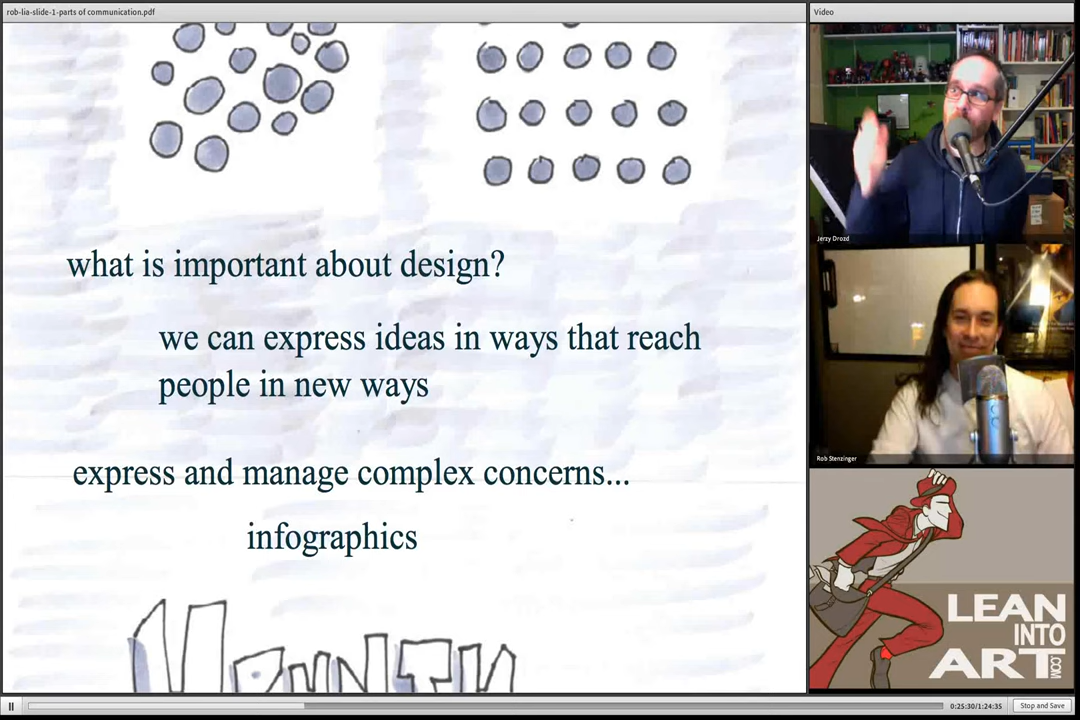 rob-lia-slide-1-parts of communication.pdf
Video
what is important about design?
we can express ideas in ways that reach
people in new ways
express and manage complex concerns...
infographics
Jerzy Drozd
Rob Stenzinger
LEAN
INTO
ART.COM
0:25:30/1:24:35
Stop and Save